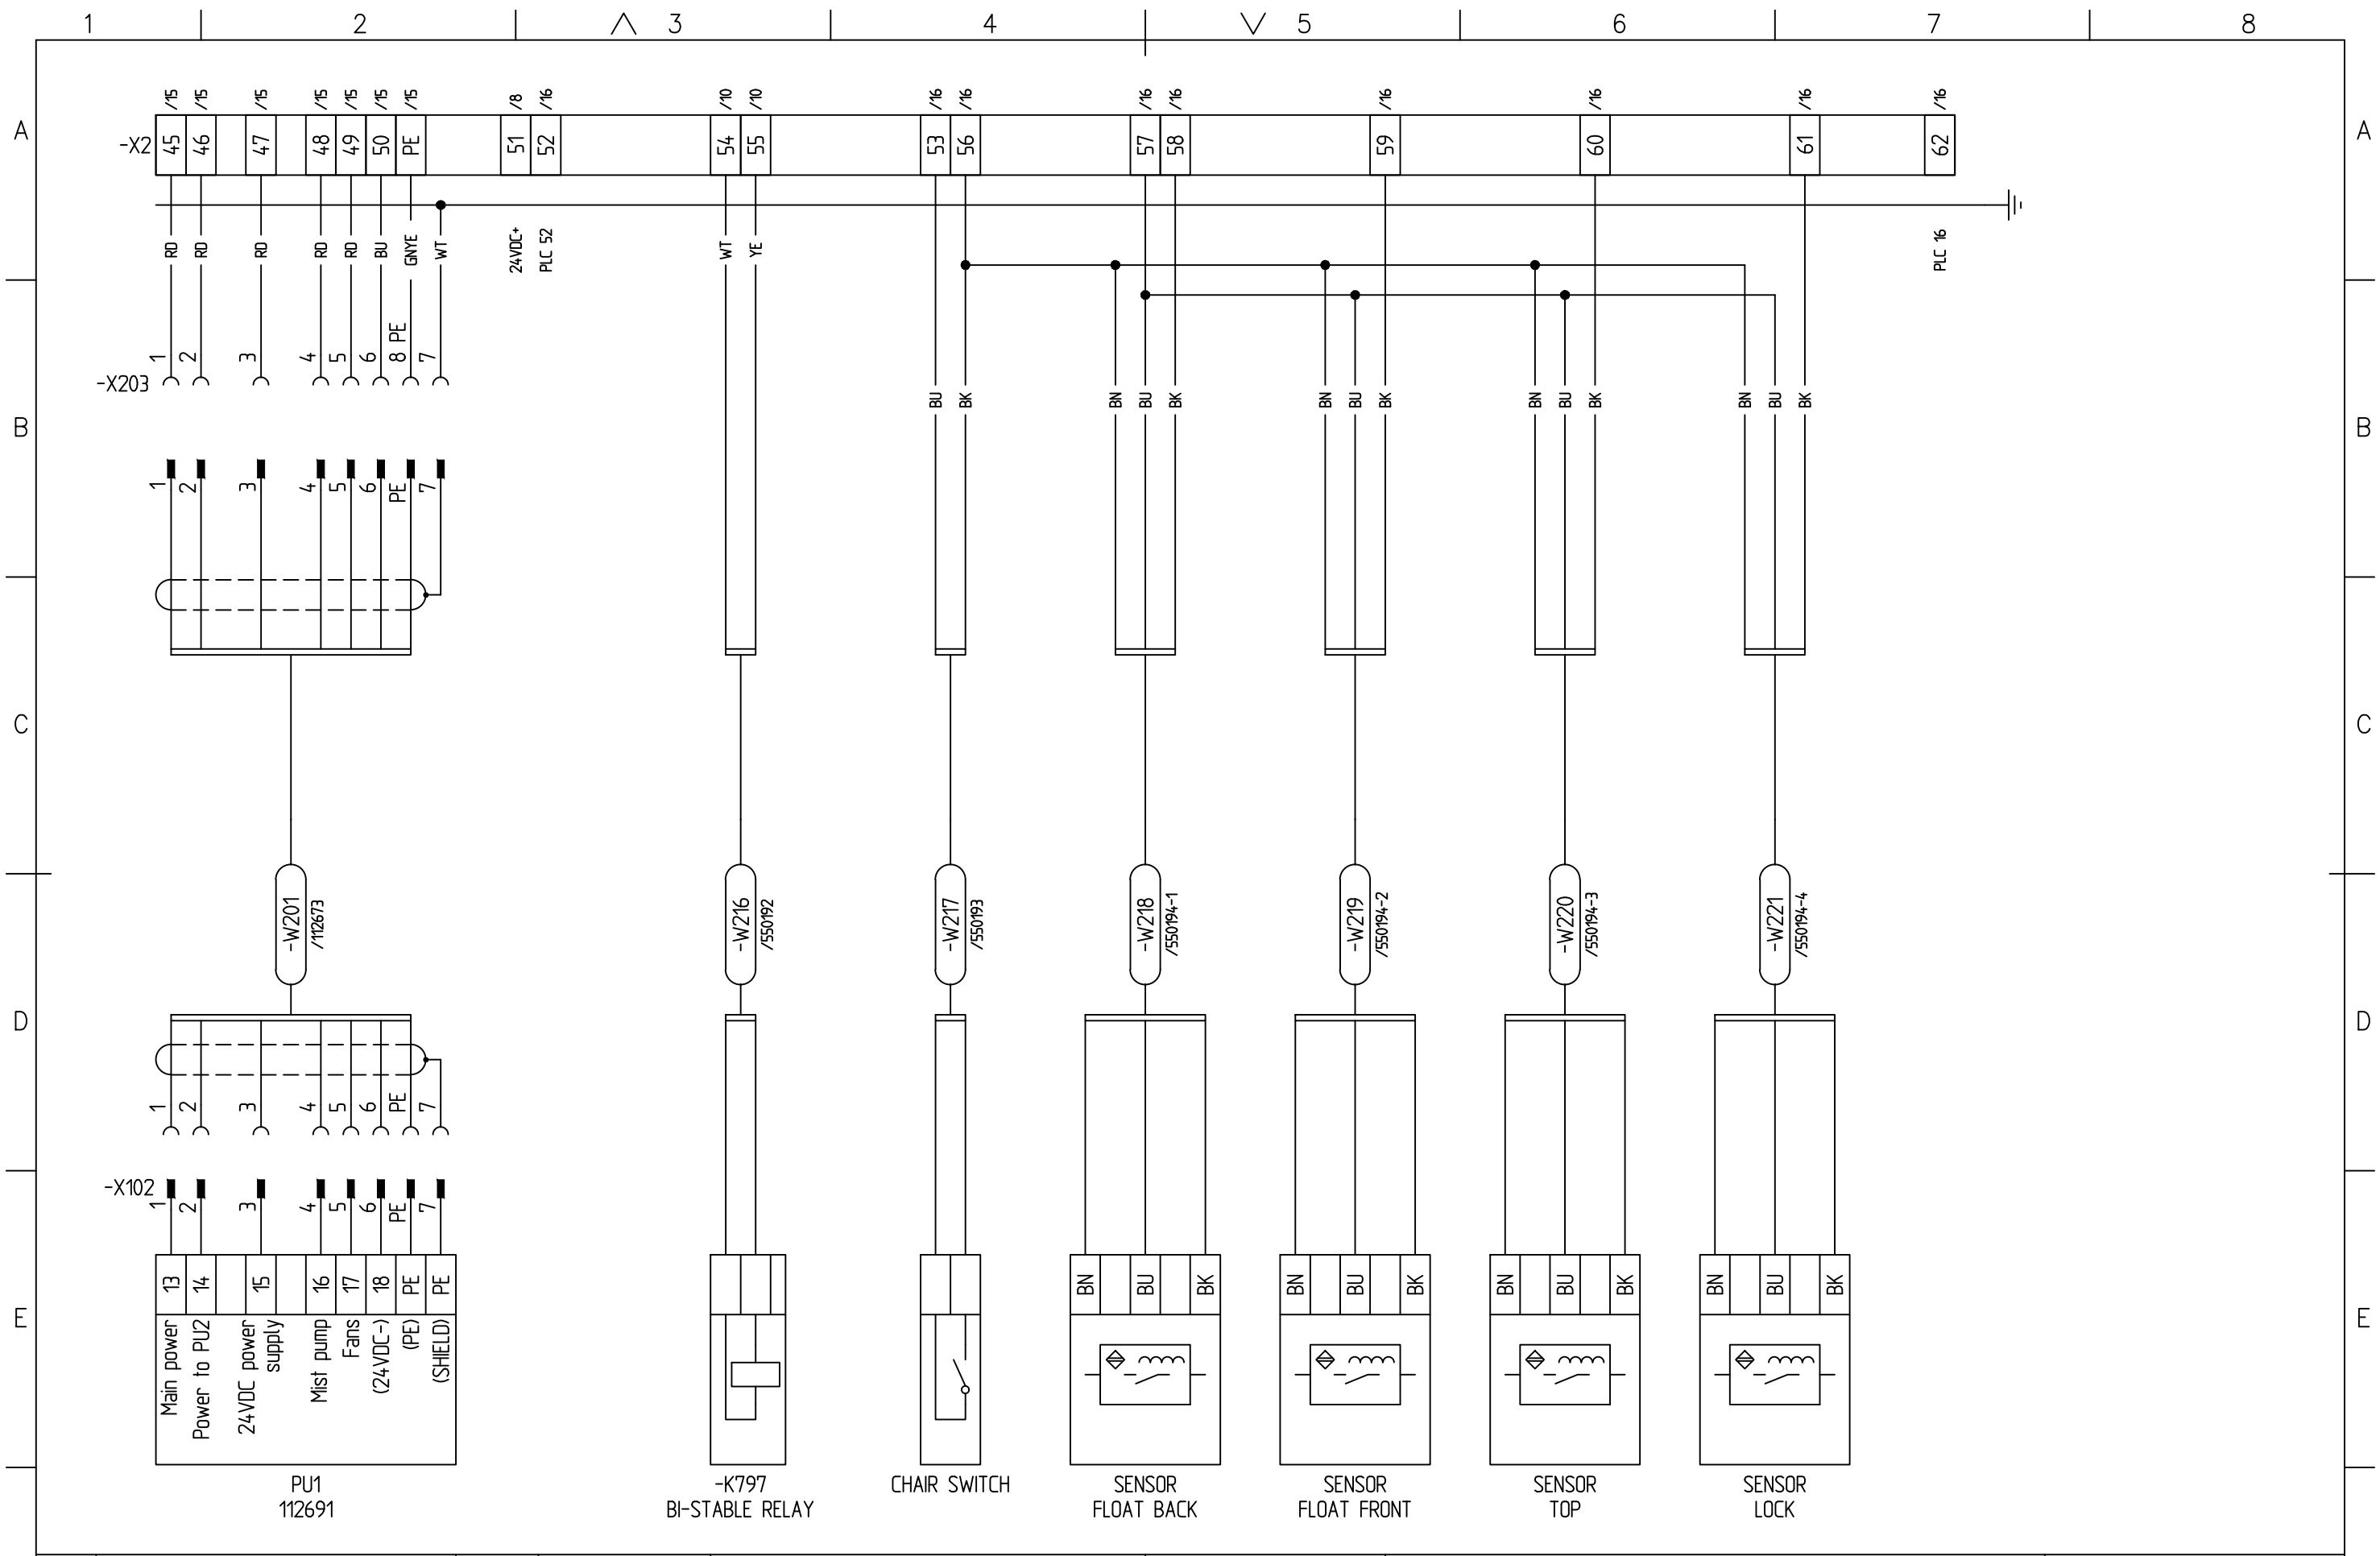 1 2 3 4 5 6 7 8
/15 /15 /15 /15 /15 /15 /15 /8 /16 /10 /10 /16 /16 /16 /16 /16 /16 /16 /16
A -X2 45 46 47 48 49 50 PE 51 52 54 55 53 56 57 58 59 60 61 62 A
RD RD RD RD RD BU GNYE WT 24VDC+ PLC 52 WT YE PLC 16
1 2 3 4 5 6 8 PE 7
-X203
BU BK BN BU BK BN BU BK BN BU BK BN BU BK
B B
1 2 3 4 5 6 PE 7
C C
-W201 /112673 -W216 /550192 -W217 /550193 -W218 /550194-1 -W219 /550194-2 -W220 /550194-3 -W221 /550194-4
D D
1 2 3 4 5 6 PE 7
-X102
1 2 3 4 5 6 PE 7
13 14 15 16 17 18 PE PE BN BU BK BN BU BK BN BU BK BN BU BK
E E
Main power
Power to PU2
24VDC power
supply
Mist pump
Fans
(24VDC-)
(PE)
(SHIELD)
PU1
112691
-K797
BI-STABLE RELAY
CHAIR SWITCH
SENSOR
FLOAT BACK
SENSOR
FLOAT FRONT
SENSOR
TOP
SENSOR
LOCK